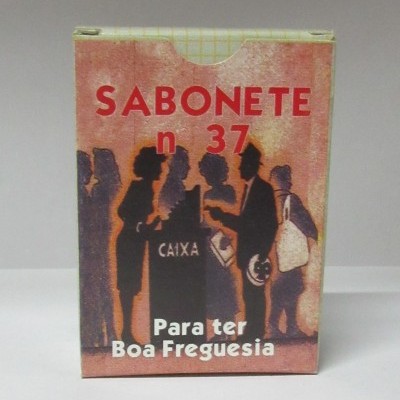 SABONETE
n 37
CAIXA
Para ter
Boa Freguesia